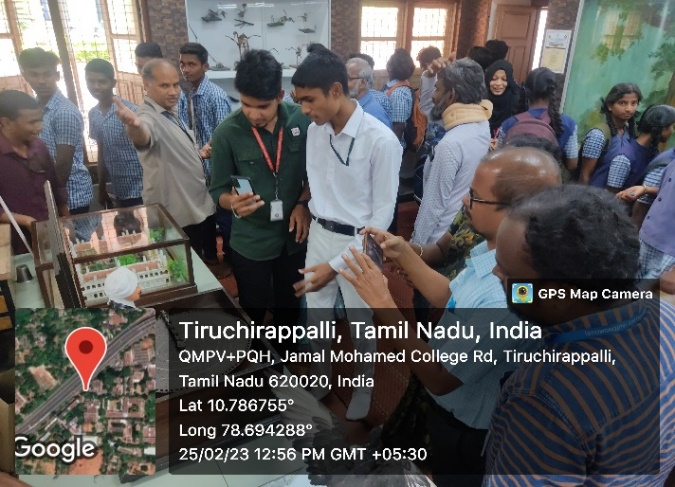 GPS Map Camera
Tiruchirappalli, Tamil Nadu, India
QMPV+PQH, Jamal Mohamed College Rd, Tiruchirappalli,
Tamil Nadu 620020, India
Lat 10.786755°
Long 78.694288°
25/02/23 12:56 PM GMT +05:30
Google